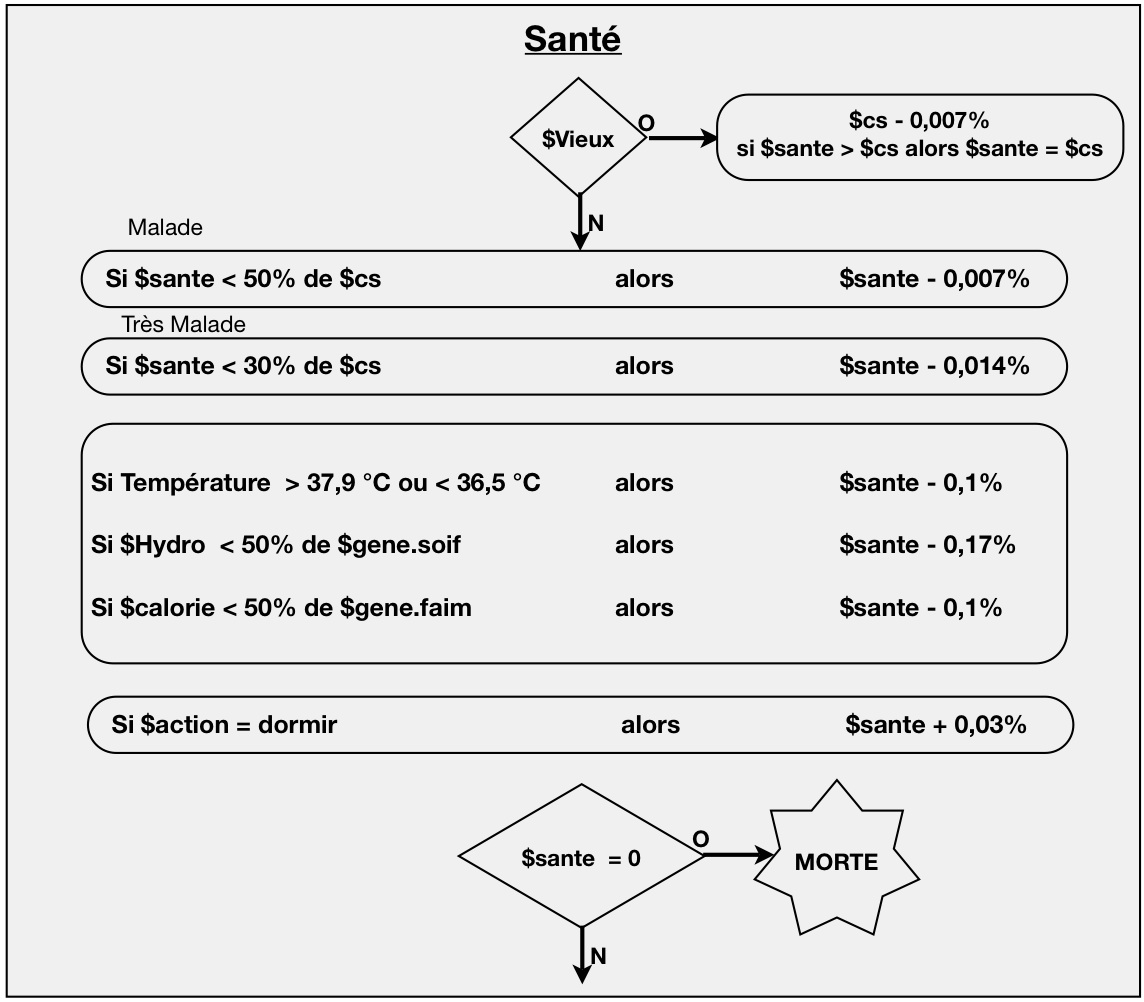 Santé
$Vieux
O
$cs - 0,007%
si $sante > $cs alors $sante = $cs
N
Malade
Si $sante < 50% de $cs alors $sante - 0,007%
Très Malade
Si $sante < 30% de $cs alors $sante - 0,014%
Si Température > 37,9 °C ou < 36,5 °C alors $sante - 0,1%
Si $Hydro < 50% de $gene.soif alors $sante - 0,17%
Si $calorie < 50% de $gene.faim alors $sante - 0,1%
Si $action = dormir alors $sante + 0,03%
$sante = 0
O
MORTE
N